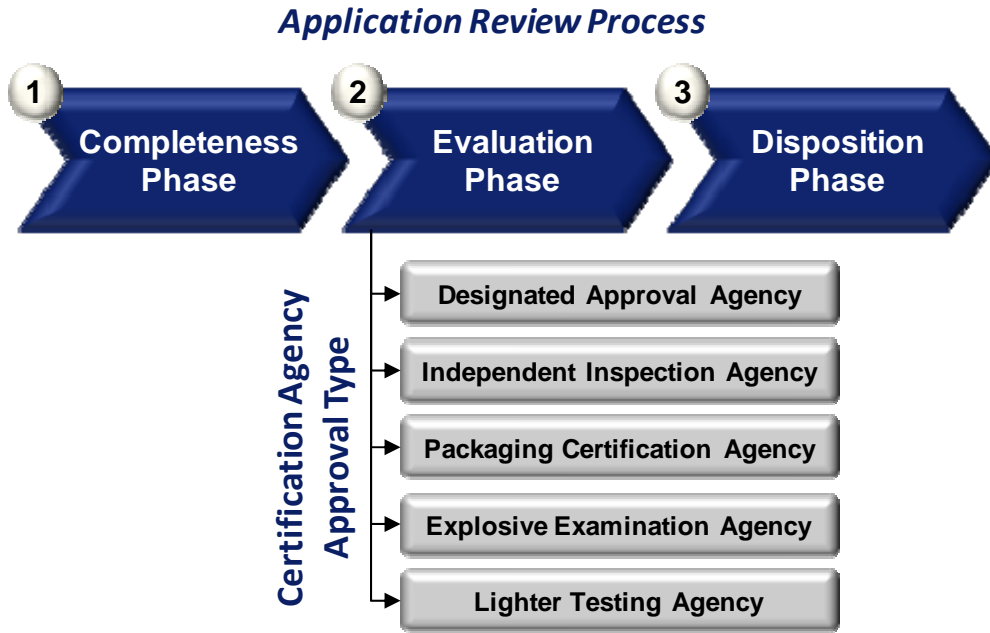 Application Review Process
1
Completeness
Phase
2
Evaluation
Phase
3
Disposition
Phase
Certification Agency
Approval Type
Designated Approval Agency
Independent Inspection Agency
Packaging Certification Agency
Explosive Examination Agency
Lighter Testing Agency